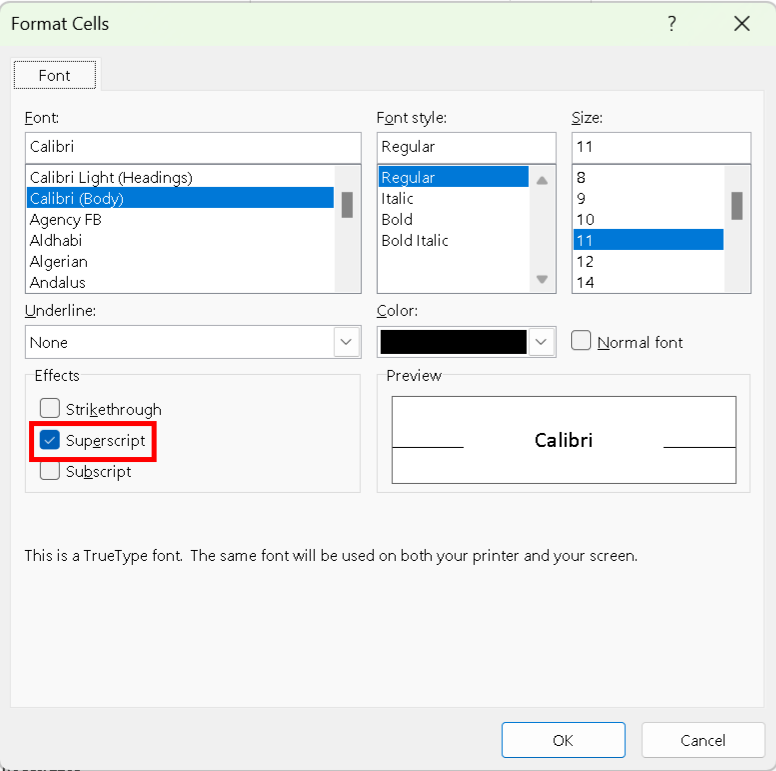 Format Cells ?
Font
Font: Font style: Size:
Calibri Regular 11
Calibri Light (Headings) Regular 8
Calibri (Body) Italic 9
Agency FB Bold 10
Aldhabi Bold Italic 11
Algerian 12
Andalus 14
Underline: Color:
None Normal font
Effects Preview
Strikethrough
Superscript Calibri
Subscript
This is a TrueType font. The same font will be used on both your printer and your screen.
OK Cancel